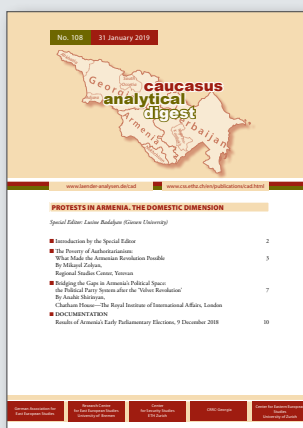 No. 108
31 January 2019
Georgia
caucasus
analytical
digest
Armenia
www.laender-analysen.de/cad
www.css.ethz.ch/en/publications/cad.html
PROTESTS IN ARMENIA. THE DOMESTIC DIMENSION
Special Editor: Lusine Badalyan (Giessen University)
■ Introduction by the Special Editor 2
■ The Poverty of Authoritarianism:
What Made the Armenian Revolution Possible 3
By Mikayel Zolyan,
Regional Studies Center, Yerevan
■ Bridging the Gaps in Armenia's Political Space:
the Political Party System after the 'Velvet Revolution' 7
By Anahit Shirinyan,
Chatham House—The Royal Institute of International Affairs, London
■ DOCUMENTATION
Results of Armenia's Early Parliamentary Elections, 9 December 2018 10
German Association for
East European Studies
Research Centre
for East European Studies
University of Bremen
Center
for Security Studies
ETH Zurich
CRRC Georgia
Center for Eastern European
Studies
University of Zurich